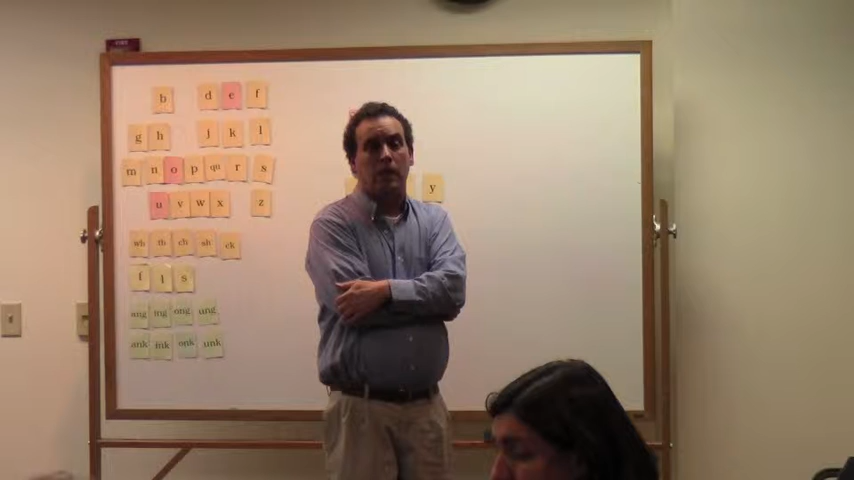 b d e f
g h j k l
m n o p qu r s
u v w x z
y
wh th ch sh ck
f l s
ang ing ong ung
ank ink onk unk